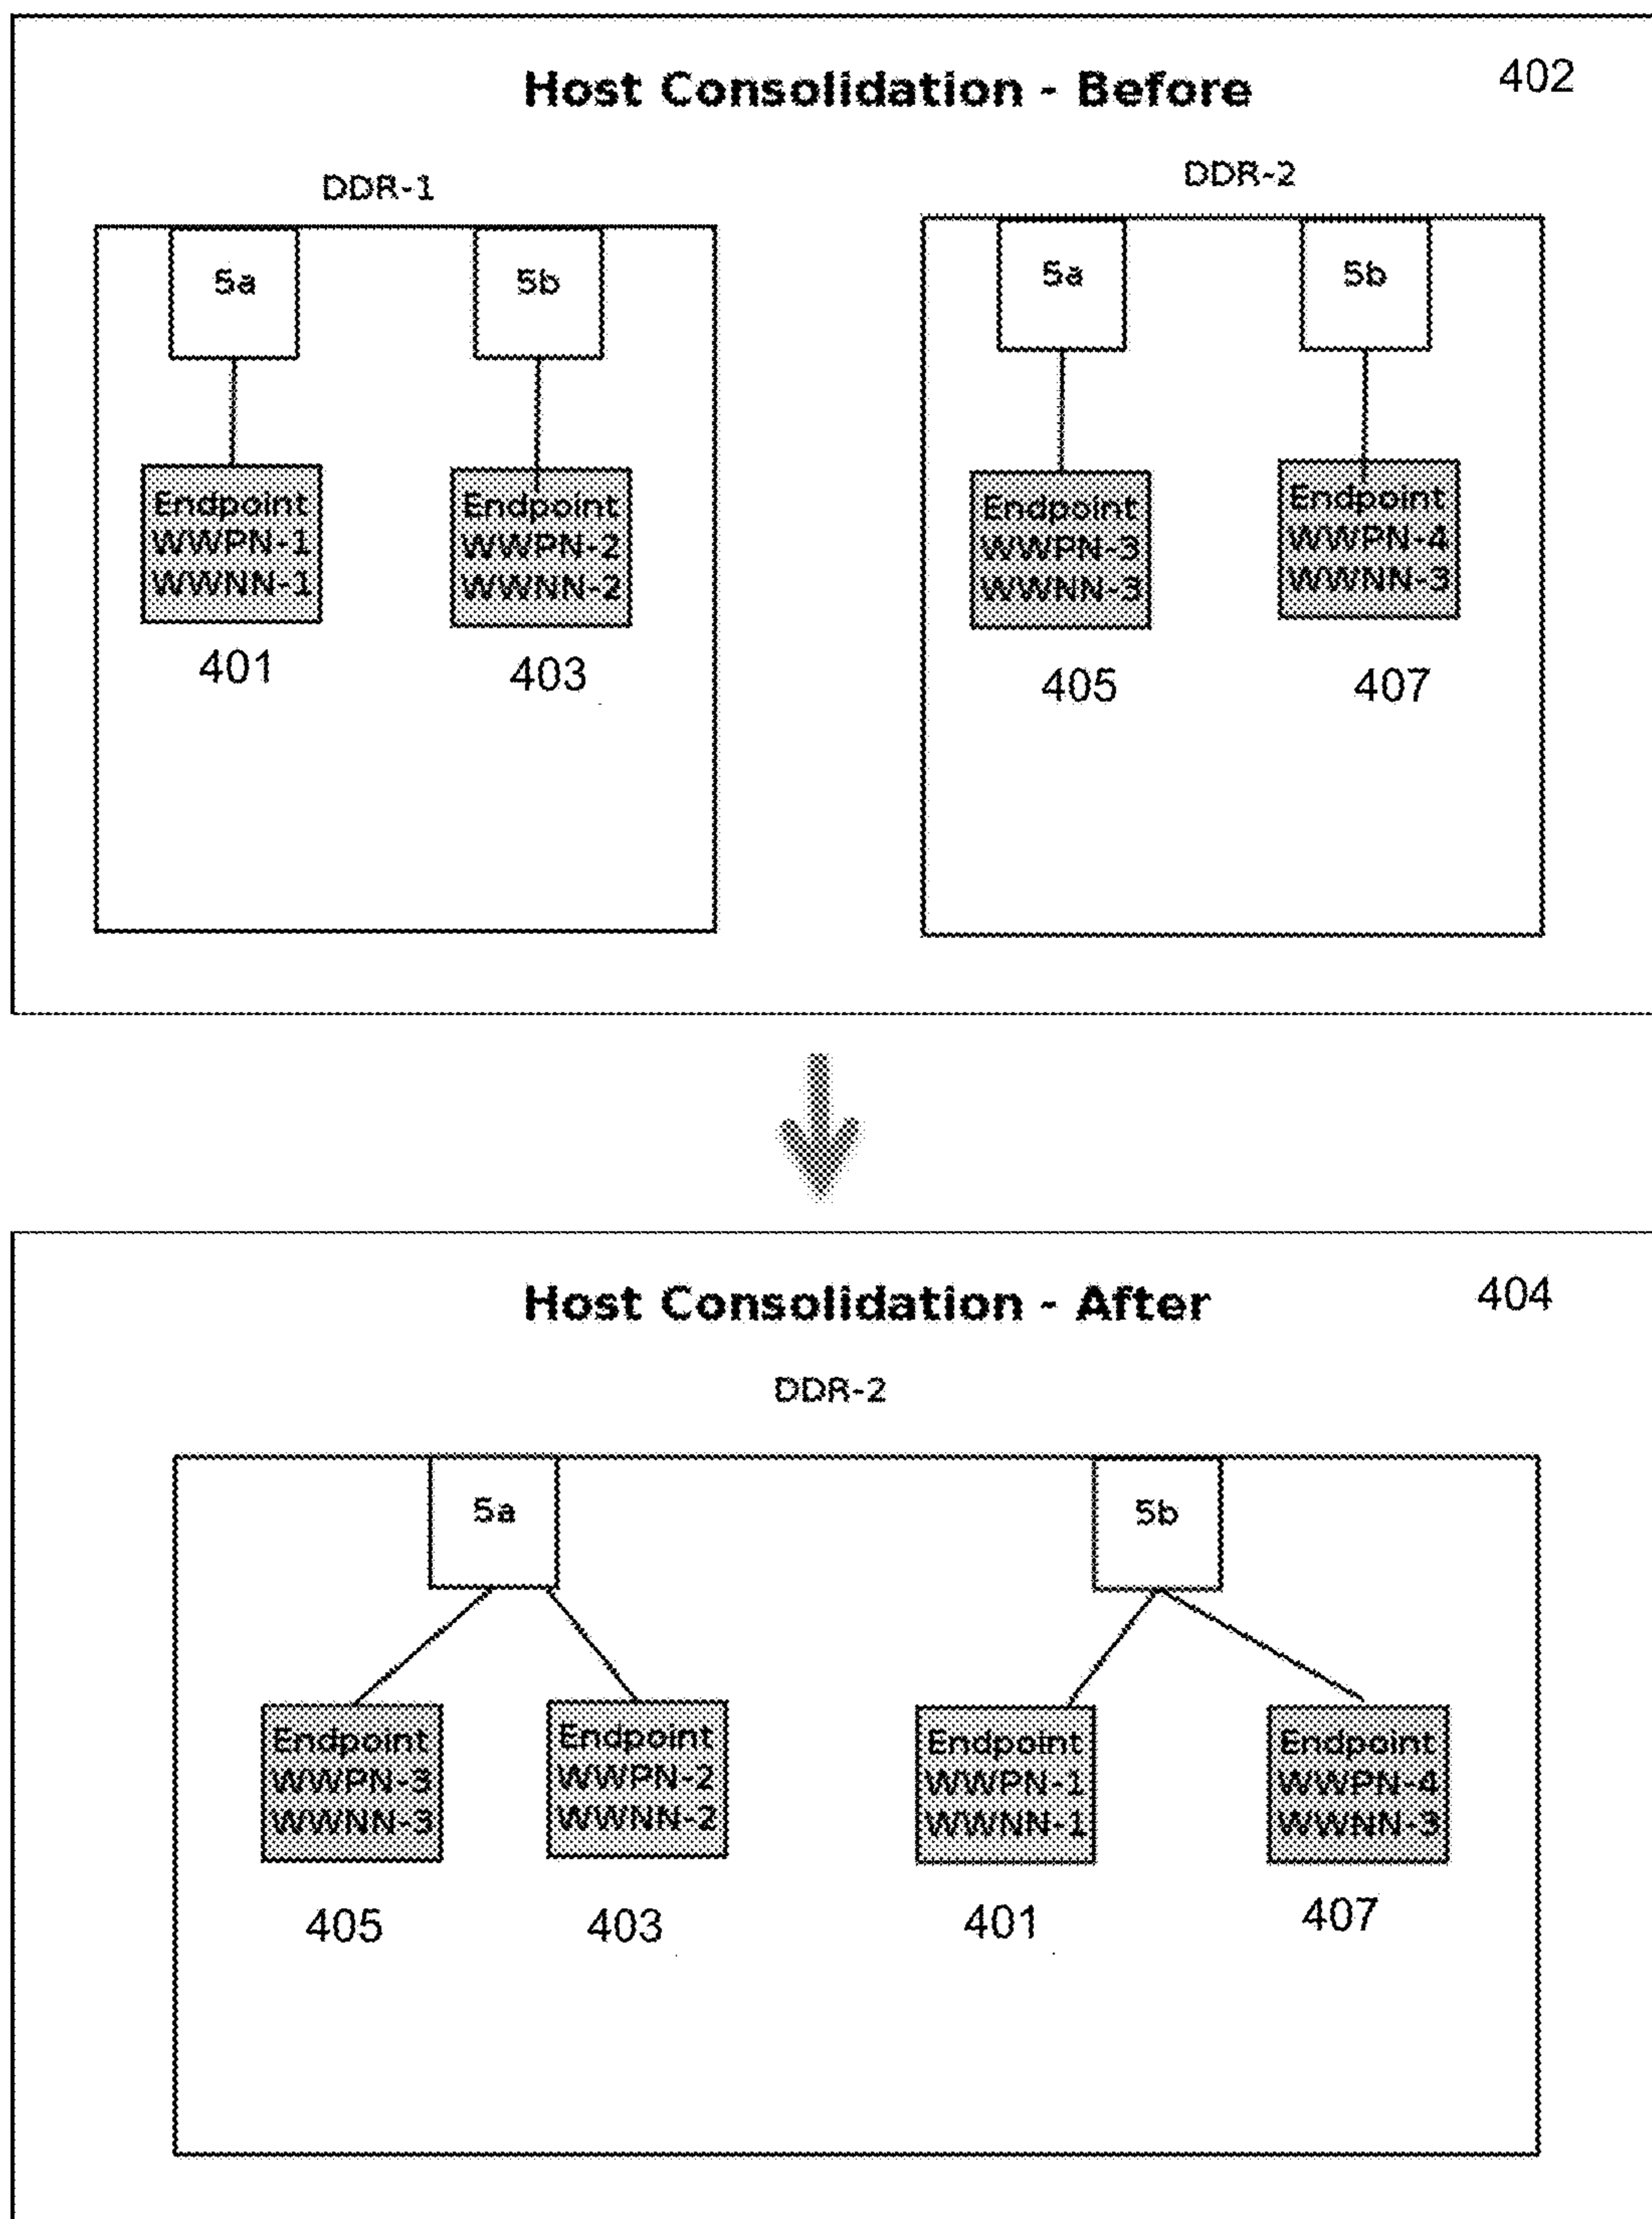 Host Consolidation - Before
402
DDR-1
DDR-2
5a
5b
5a
5b
Endpoint
WWPN-1
WWNN-1
Endpoint
WWPN-2
WWNN-2
Endpoint
WWPN-3
WWNN-3
Endpoint
WWPN-4
WWNN-3
401
403
405
407
Host Consolidation - After
404
DDR-2
5a
5b
Endpoint
WWPN-3
WWNN-3
Endpoint
WWPN-2
WWNN-2
Endpoint
WWPN-1
WWNN-1
Endpoint
WWPN-4
WWNN-3
405
403
401
407